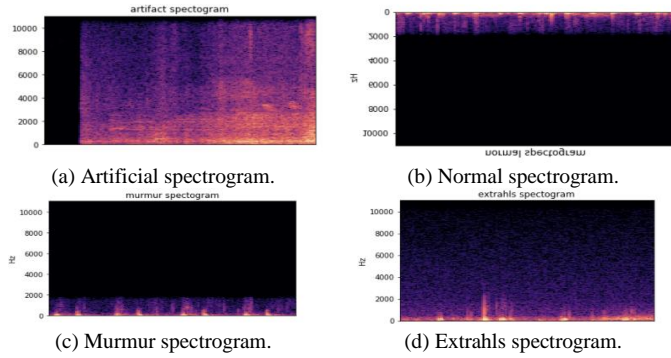 artifact spectogram
10000
8000
6000
4000
2000
0
0
2000
4000
6000
8000
10000
Hz
normal spectogram
(a) Artificial spectrogram.
(b) Normal spectrogram.
murmur spectogram
10000
8000
6000
4000
2000
0
Hz
extrahls spectogram
10000
8000
6000
4000
2000
0
Hz
(c) Murmur spectrogram.
(d) Extrahls spectrogram.